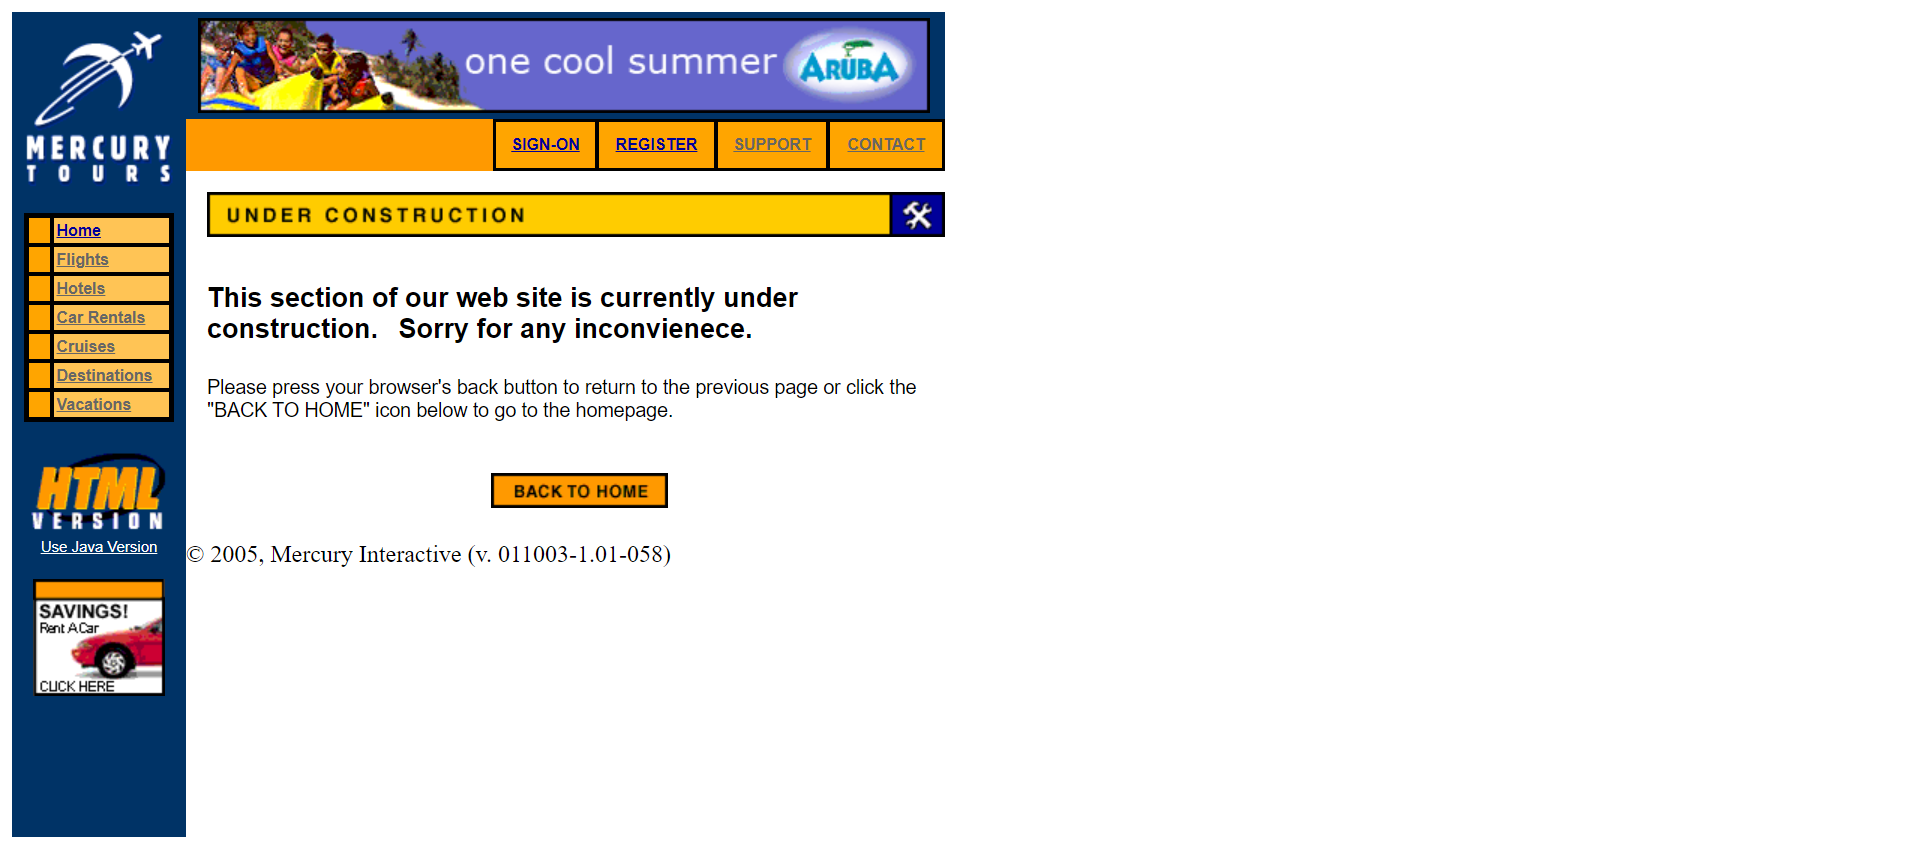 MERCURY
TOURS
one cool summer
ARUBA
SIGN-ON
REGISTER
SUPPORT
CONTACT
Home
Flights
Hotels
Car Rentals
Cruises
Destinations
Vacations
HTML
VERSION
Use Java Version
SAVINGS!
Rent A Car
CLICK HERE
UNDER CONSTRUCTION
This section of our web site is currently under
construction.   Sorry for any inconvienece.
Please press your browser's back button to return to the previous page or click the
"BACK TO HOME" icon below to go to the homepage.
BACK TO HOME
© 2005, Mercury Interactive (v. 011003-1.01-058)